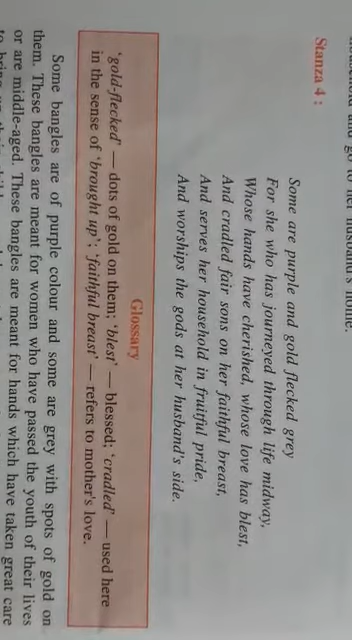 her husband's home.
Stanza 4 :
Some are purple and gold flecked grey
For she who has journeyed through life midway,
Whose hands have cherished, whose love has blest,
And cradled fair sons on her faithful breast,
And serves her household in fruitful pride,
And worships the gods at her husband's side.
Glossary
'gold-flecked' — dots of gold on them; 'blest' — blessed; 'cradled' — used here
in the sense of 'brought up'; 'faithful breast' — refers to mother's love.
Some bangles are of purple colour and some are grey with spots of gold on
them. These bangles are meant for women who have passed the youth of their lives
or are middle-aged. These bangles are meant for hands which have taken great care